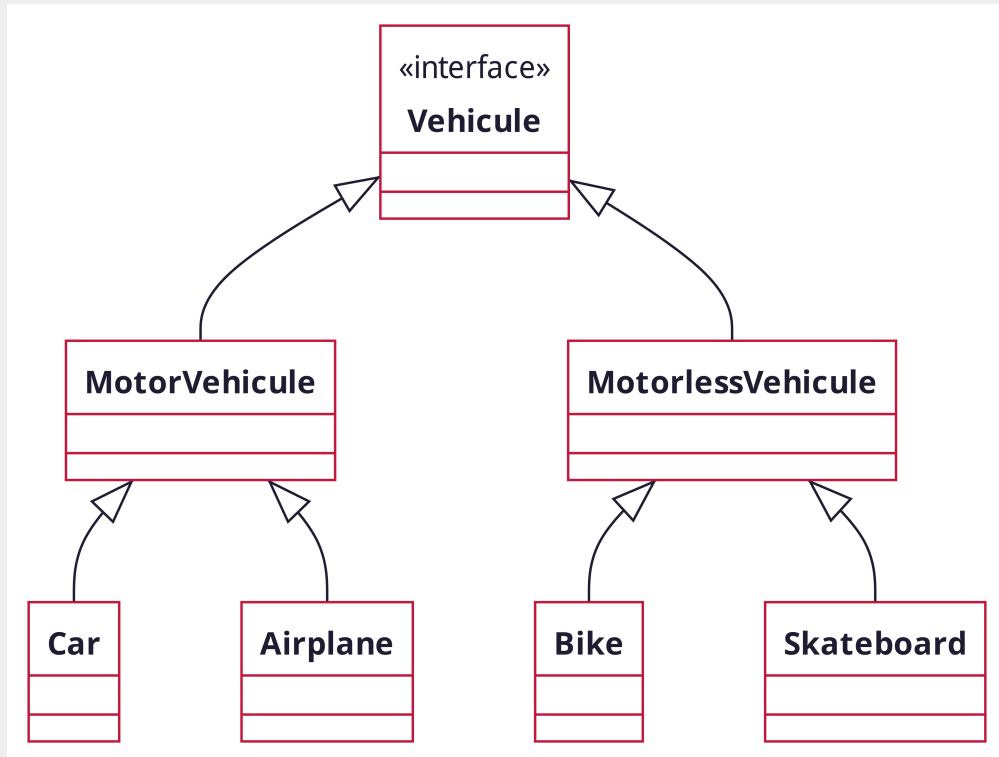 «interface»
Vehicule
MotorVehicule
MotorlessVehicule
Car
Airplane
Bike
Skateboard